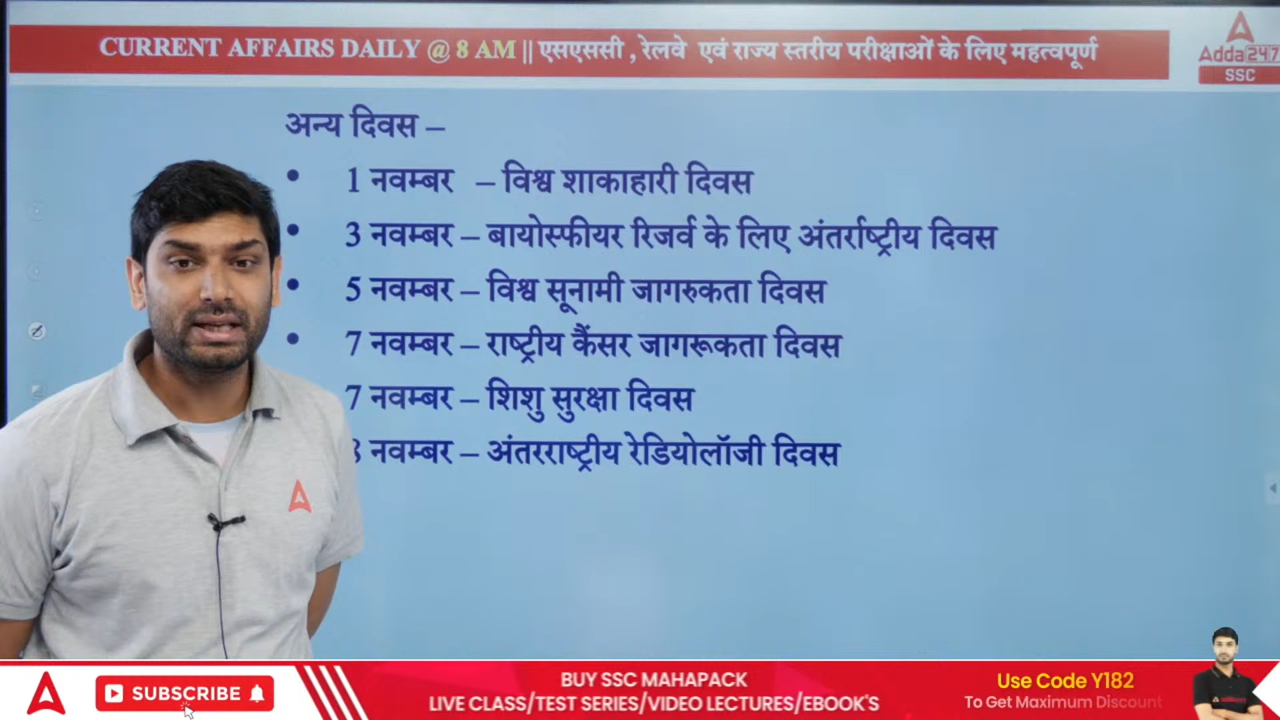 CURRENT AFFAIRS DAILY @ 8 AM || एसएससी , रेलवे एवं राज्य स्तरीय परीक्षाओं के लिए महत्वपूर्ण
Adda247
SSC
अन्य दिवस –
• 1 नवम्बर – विश्व शाकाहारी दिवस
• 3 नवम्बर – बायोस्फीयर रिजर्व के लिए अंतर्राष्ट्रीय दिवस
• 5 नवम्बर – विश्व सूनामी जागरुकता दिवस
• 7 नवम्बर – राष्ट्रीय कैंसर जागरूकता दिवस
7 नवम्बर – शिशु सुरक्षा दिवस
नवम्बर – अंतरराष्ट्रीय रेडियोलॉजी दिवस
SUBSCRIBE
BUY SSC MAHAPACK
LIVE CLASS/TEST SERIES/VIDEO LECTURES/EBOOK'S
Use Code Y182
To Get Maximum Discount